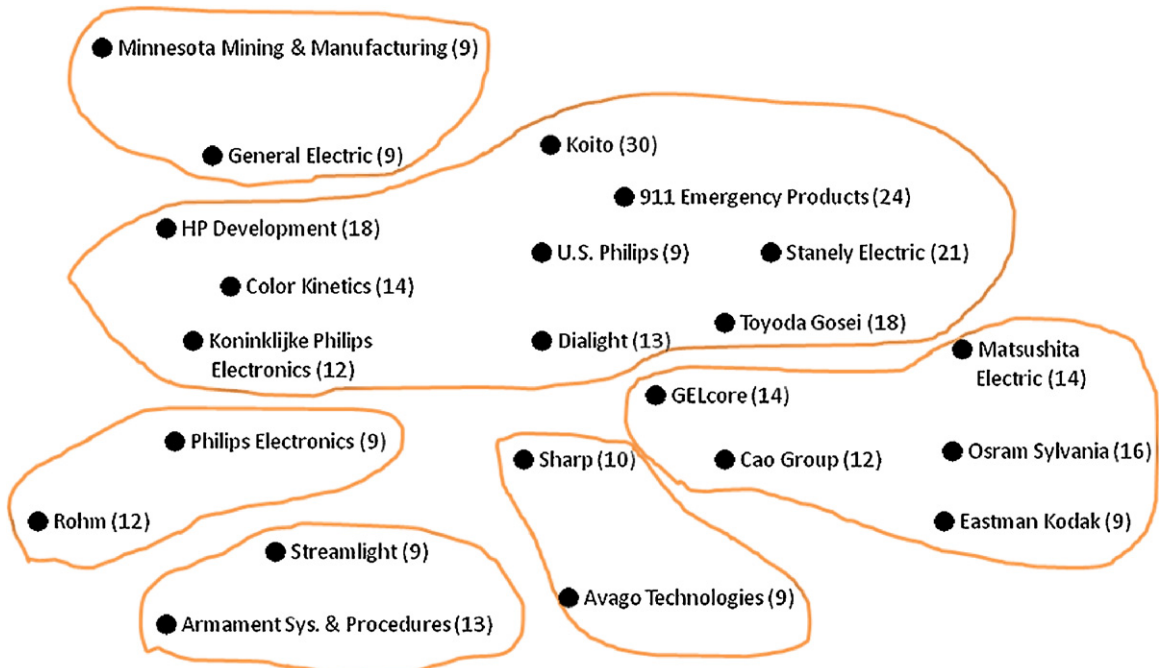 Minnesota Mining & Manufacturing (9)
General Electric (9)
Koito (30)
911 Emergency Products (24)
HP Development (18)
U.S. Philips (9)
Stanely Electric (21)
Color Kinetics (14)
Toyoda Gosei (18)
Koninklijke Philips
Electronics (12)
Dialight (13)
Matsushita
Electric (14)
GELcore (14)
Philips Electronics (9)
Sharp (10)
Cao Group (12)
Osram Sylvania (16)
Rohm (12)
Eastman Kodak (9)
Streamlight (9)
Avago Technologies (9)
Armament Sys. & Procedures (13)